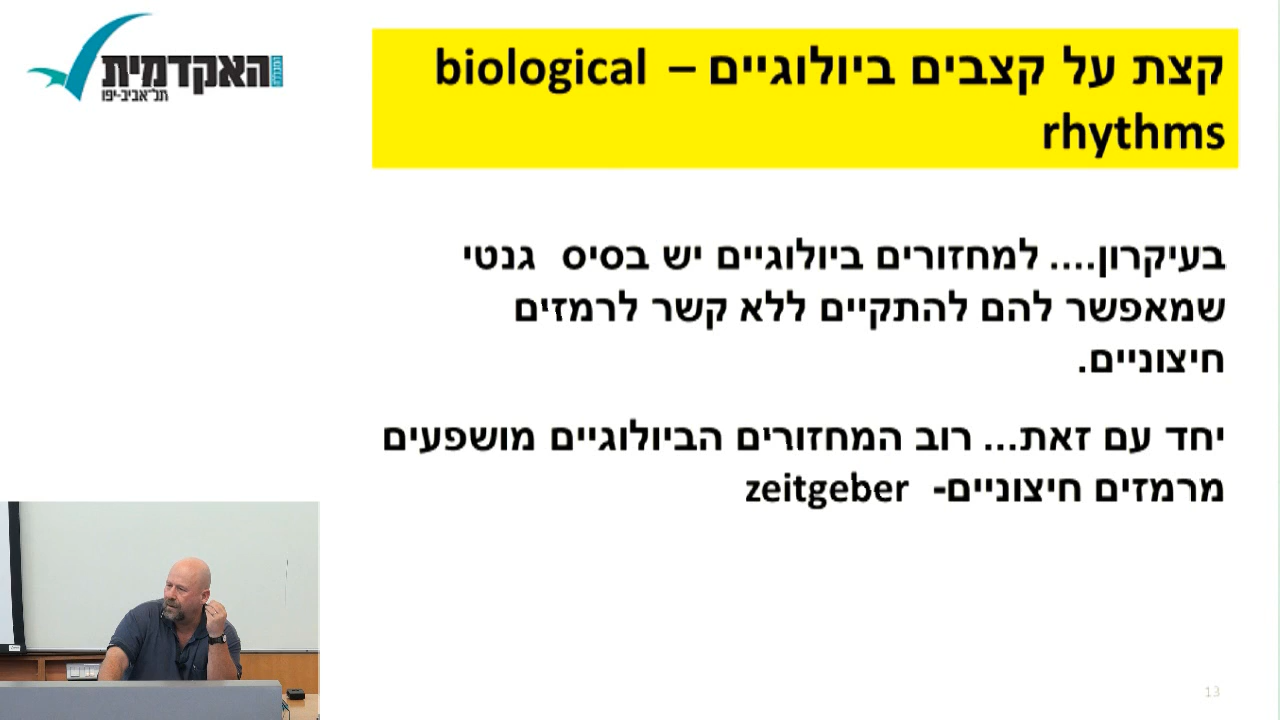 האקדמית
תל־אביב-יפו
קצת על קצבים ביולוגיים – biological
rhythms
בעיקרון.... למחזורים ביולוגיים יש בסיס גנטי
שמאפשר להם להתקיים ללא קשר לרמזים
חיצוניים.
יחד עם זאת... רוב המחזורים הביולוגיים מושפעים
מרמזים חיצוניים- zeitgeber
13